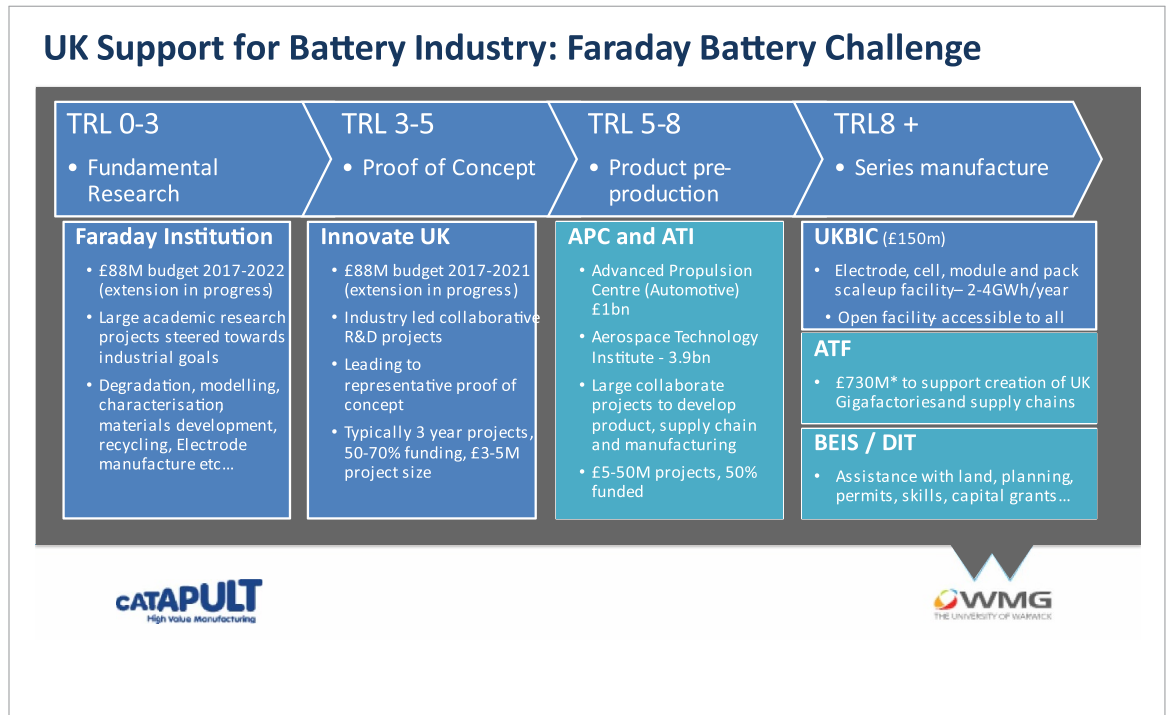 UK Support for Battery Industry: Faraday Battery Challenge
TRL 0-3
• Fundamental
Research
TRL 3-5
• Proof of Concept
TRL 5-8
• Product pre-
production
TRL8 +
• Series manufacture
Faraday Institution
• £88M budget 2017-2022
(extension in progress)
• Large academic research
projects steered towards
industrial goals
• Degradation, modelling,
characterisation,
materials development,
recycling, Electrode
manufacture etc...
Innovate UK
• £88M budget 2017-2021
(extension in progress)
• Industry led collaborative
R&D projects
• Leading to
representative proof of
concept
• Typically 3 year projects,
50-70% funding, £3-5M
project size
APC and ATI
• Advanced Propulsion
Centre (Automotive)
£1bn
• Aerospace Technology
Institute - 3.9bn
• Large collaborate
projects to develop
product, supply chain
and manufacturing
• £5-50M projects, 50%
funded
UKBIC (£150m)
• Electrode, cell, module and pack
scaleup facility– 2-4GWh/year
• Open facility- accessible to all
ATF
• £730M* to support creation of UK
Gigafactoriesand supply chains
BEIS / DIT
• Assistance with land, planning,
permits, skills, capital grants...
CATAPULT
High Value Manufacturing
WMG
THE UNIVERSITY OF WARWICK